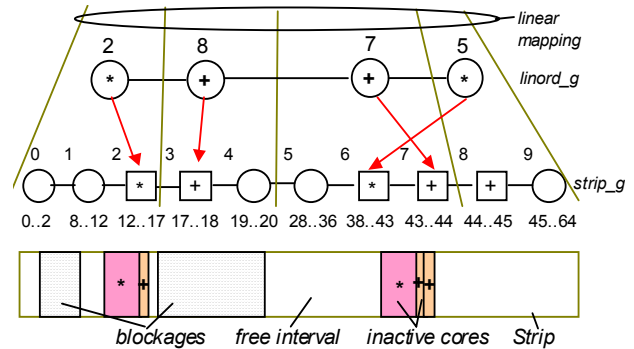 linear
mapping
2 8 7 5
* + + *
linord_g
0 1 2 3 4 5 6 7 8 9
* + * + +
strip_g
0..2 8..12 12..17 17..18 19..20 28..36 38..43 43..44 44..45 45..64
* + * + +
blockages free interval inactive cores Strip